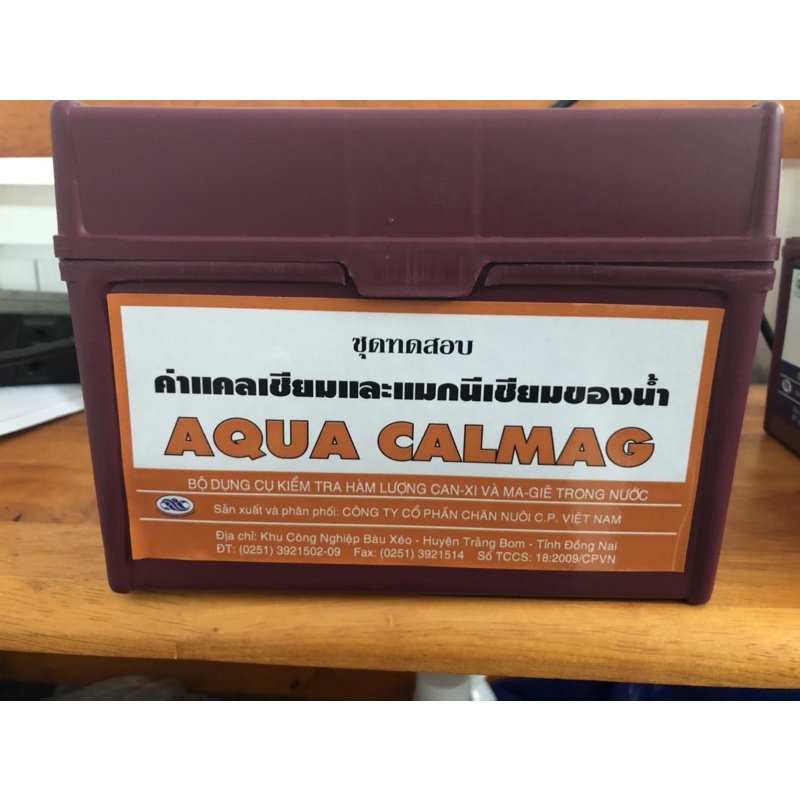 ชุดทดสอบ
ค่าแคลเซียมและแมกนีเซียมของน้ำ
AQUA CALMAG
BỘ DỤNG CỤ KIỂM TRA HÀM LƯỢNG CAN-XI VÀ MA-GIÊ TRONG NƯỚC
Sản xuất và phân phối: CÔNG TY CỔ PHẦN CHĂN NUÔI C.P. VIỆT NAM
Địa chỉ: Khu Công Nghiệp Bàu Xéo - Huyện Trảng Bom - Tỉnh Đồng Nai
ĐT: (0251) 3921502-09 Fax: (0251) 3921514 Số TCCS: 18:2009/CPVN